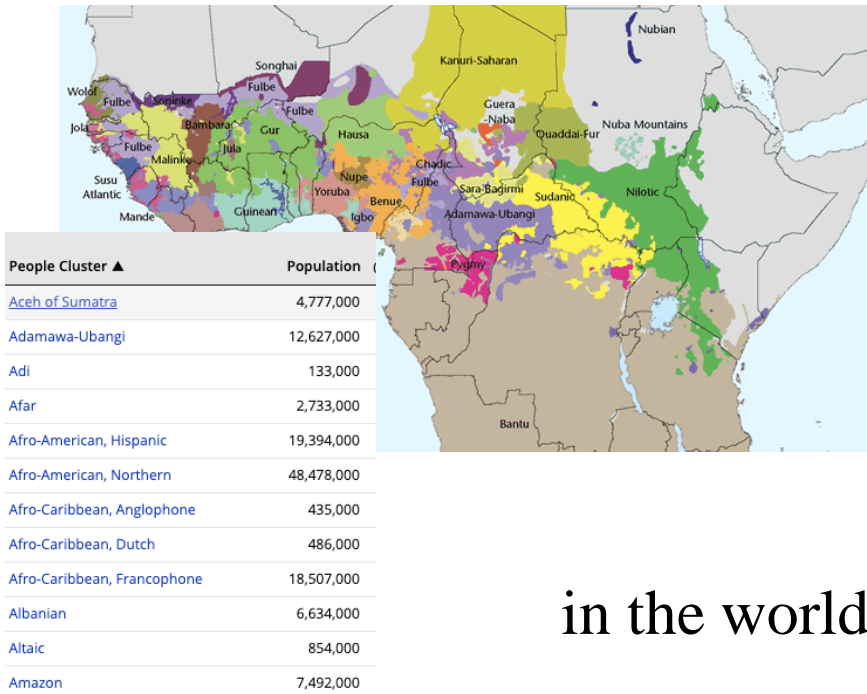 Nubian
Kanuri-Saharan
Songhai
Wolof
Fulbe
Soninke
Fulbe
Fulbe
Guera
-Naba
Jola
Bambara
Gur
Hausa
Ouaddai-Fur
Nuba Mountains
Fulbe
Jula
Malinke
Chadic
Susu
Nupe
Fulbe
Sara-Bagirmi
Nilotic
Atlantic
Yoruba
Benue
Sudanic
Mande
Guinean
Igbo
Adamawa-Ubangi
Pygmy
Bantu
People Cluster ▲ Population
Aceh of Sumatra 4,777,000
Adamawa-Ubangi 12,627,000
Adi 133,000
Afar 2,733,000
Afro-American, Hispanic 19,394,000
Afro-American, Northern 48,478,000
Afro-Caribbean, Anglophone 435,000
Afro-Caribbean, Dutch 486,000
Afro-Caribbean, Francophone 18,507,000
Albanian 6,634,000
Altaic 854,000
Amazon 7,492,000
in the world